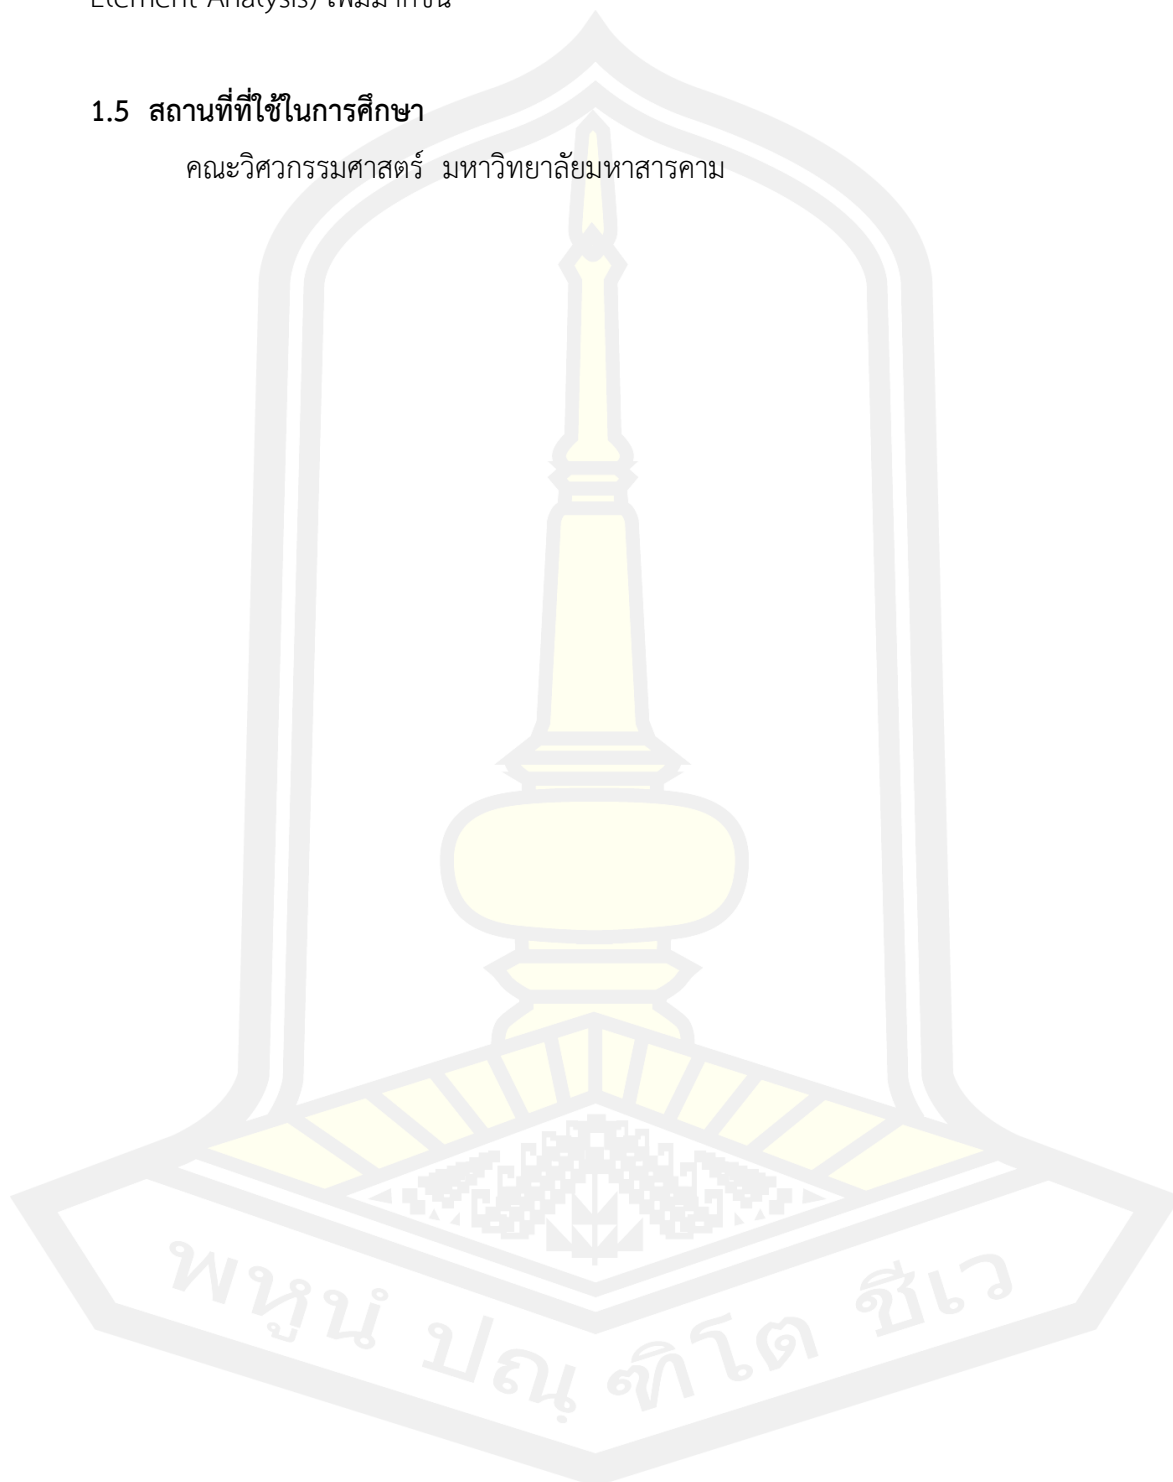 Element Analysis) เพิ่มมากขึ้น
1.5 สถานที่ที่ใช้ในการศึกษา
คณะวิศวกรรมศาสตร์ มหาวิทยาลัยมหาสารคาม
พหูนํ ปณฺฑิโต ชีเว